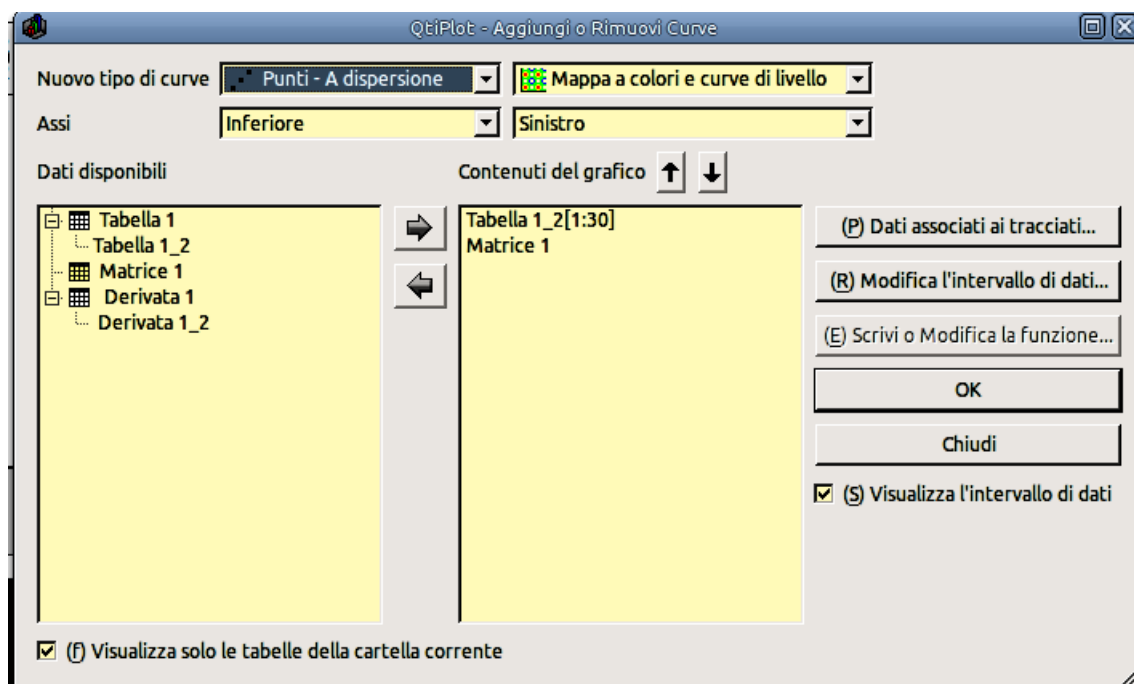 QtiPlot - Aggiungi o Rimuovi Curve
Nuovo tipo di curve Punti - A dispersione Mappa a colori e curve di livello
Assi Inferiore Sinistro
Dati disponibili Contenuti del grafico
Tabella 1
Tabella 1_2
Matrice 1
Derivata 1
Derivata 1_2
Tabella 1_2[1:30]
Matrice 1
(P) Dati associati ai tracciati...
(R) Modifica l'intervallo di dati...
(E) Scrivi o Modifica la funzione...
OK
Chiudi
(S) Visualizza l'intervallo di dati
(f) Visualizza solo le tabelle della cartella corrente